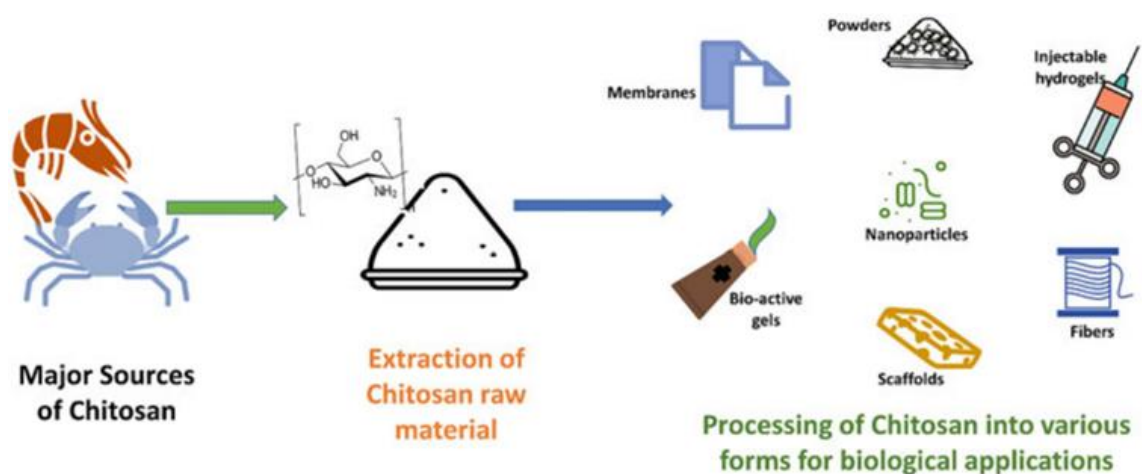 Powders
Injectable
hydrogels
Membranes
OH
O
O
HO
NH₂
n
Nanoparticles
Bio-active
gels
Fibers
Scaffolds
Major Sources
of Chitosan
Extraction of
Chitosan raw
material
Processing of Chitosan into various
forms for biological applications